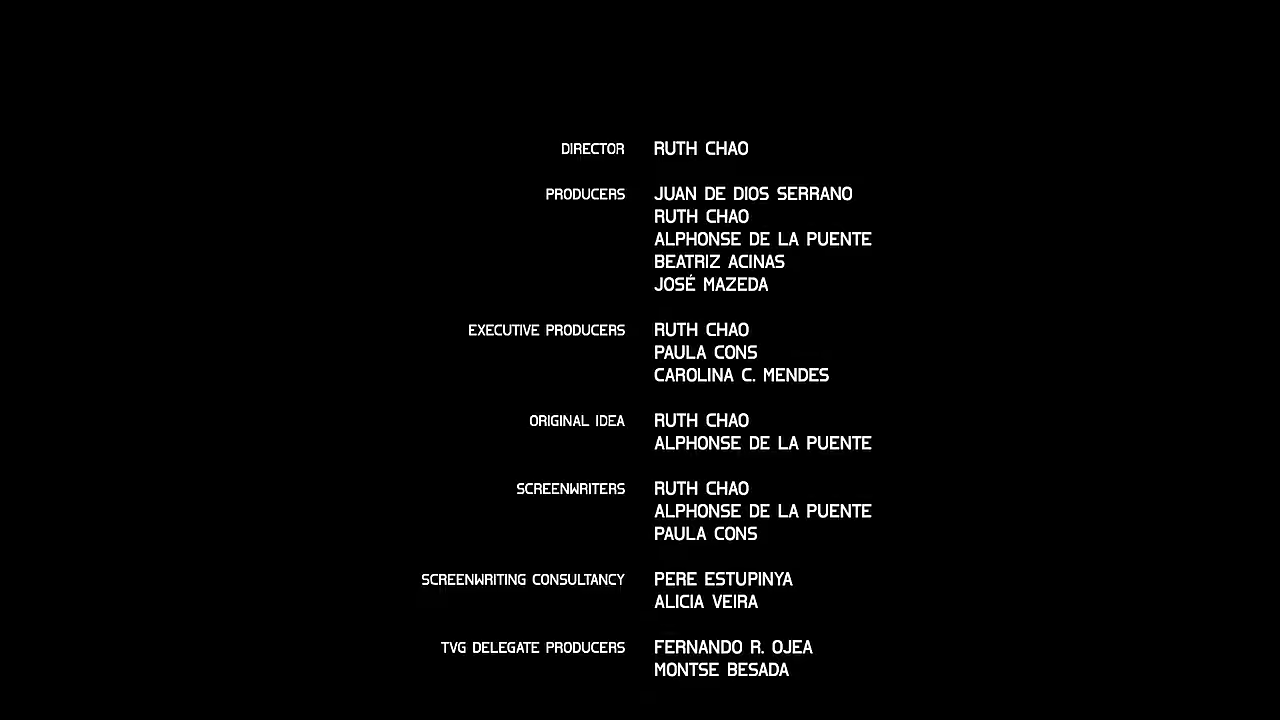 DIRECTOR RUTH CHAO
PRODUCERS JUAN DE DIOS SERRANO
RUTH CHAO
ALPHONSE DE LA PUENTE
BEATRIZ ACINAS
JOSÉ MAZEDA
EXECUTIVE PRODUCERS RUTH CHAO
PAULA CONS
CAROLINA C. MENDES
ORIGINAL IDEA RUTH CHAO
ALPHONSE DE LA PUENTE
SCREENWRITERS RUTH CHAO
ALPHONSE DE LA PUENTE
PAULA CONS
SCREENWRITING CONSULTANCY PERE ESTUPINYA
ALICIA VEIRA
TVG DELEGATE PRODUCERS FERNANDO R. OJEA
MONTSE BESADA